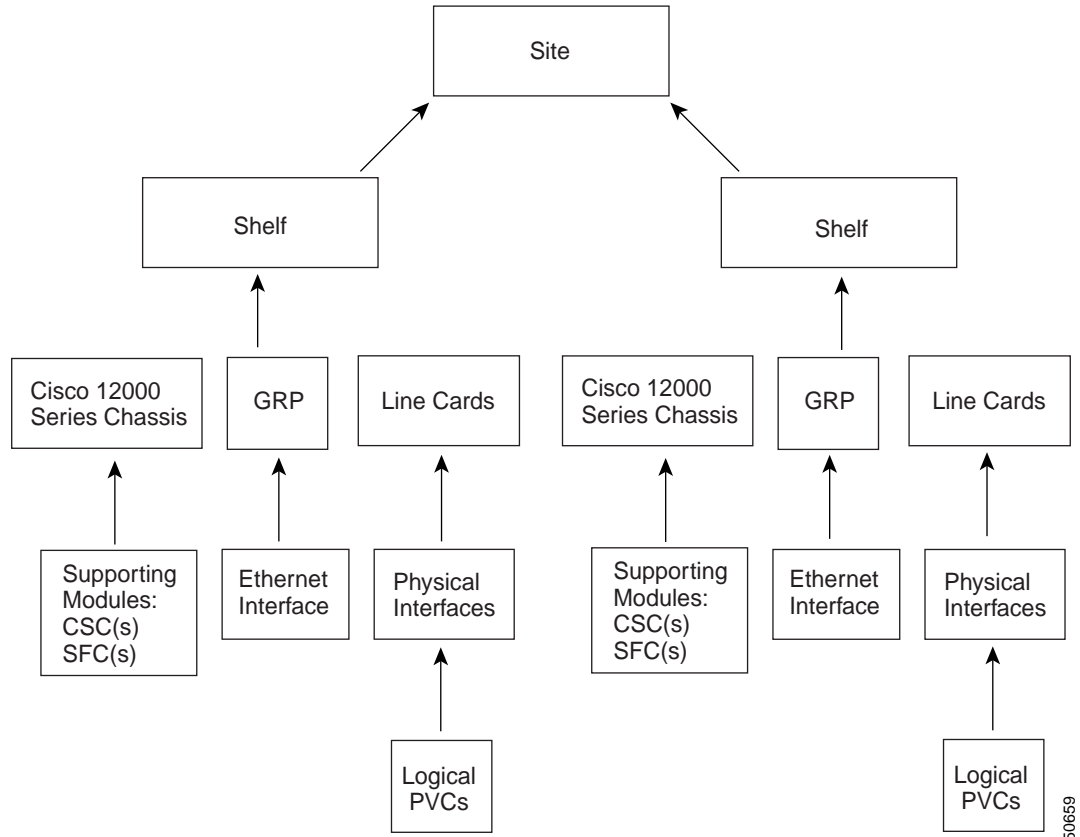 Site
Shelf
Shelf
Cisco 12000
Series Chassis
GRP
Line Cards
Cisco 12000
Series Chassis
GRP
Line Cards
Supporting
Modules:
CSC(s)
SFC(s)
Ethernet
Interface
Physical
Interfaces
Supporting
Modules:
CSC(s)
SFC(s)
Ethernet
Interface
Physical
Interfaces
Logical
PVCs
Logical
PVCs
50659